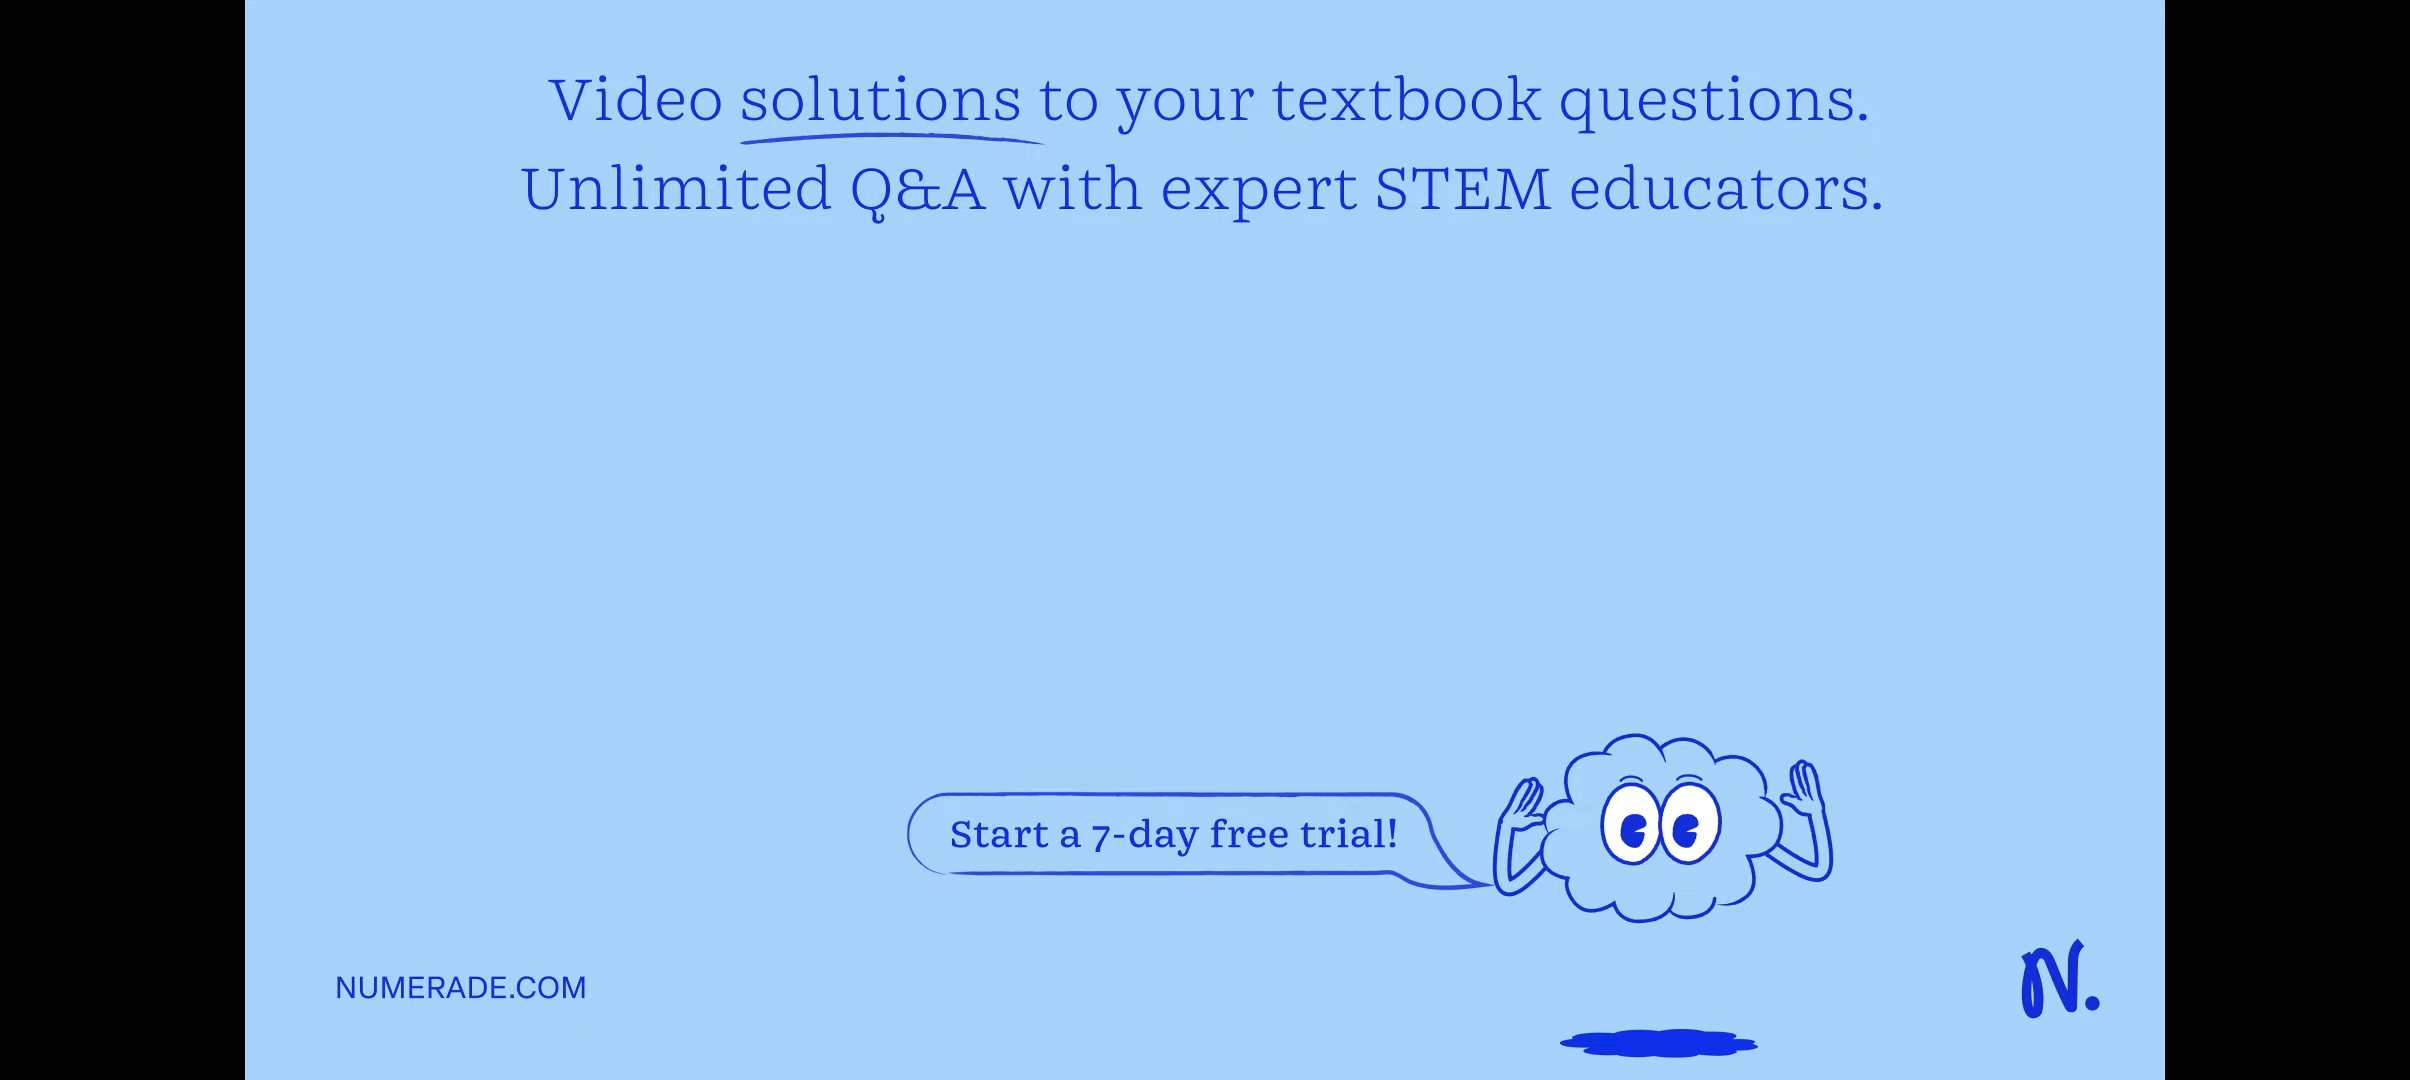 Video solutions to your textbook questions.
Unlimited Q&A with expert STEM educators.
Start a 7-day free trial!
NUMERADE.COM
N.